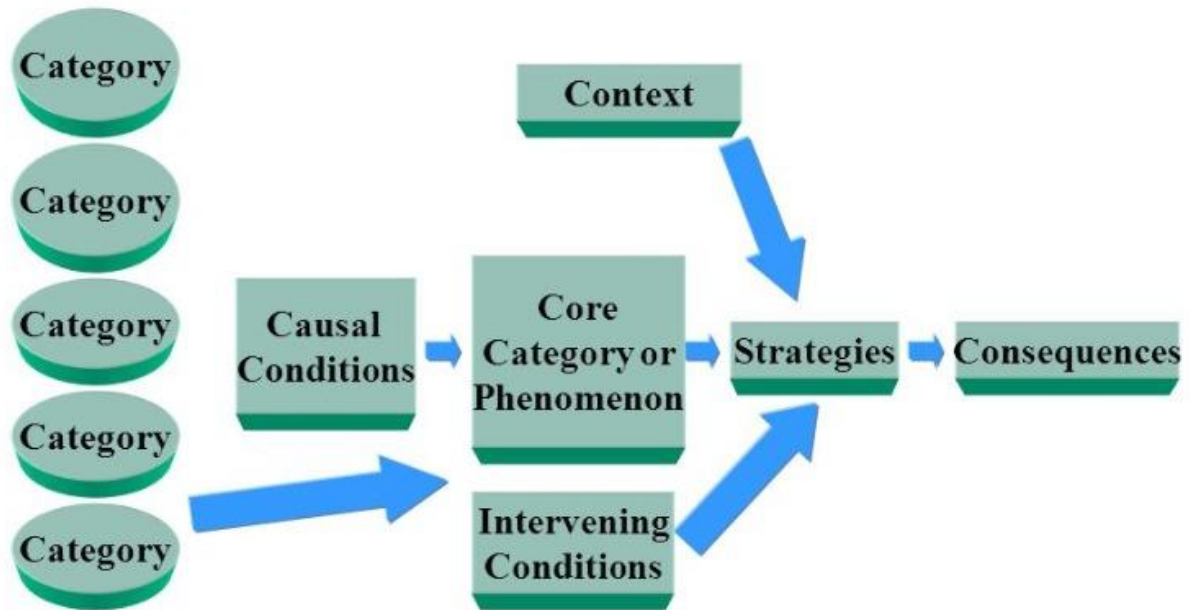 Category
Category
Category
Category
Category
Context
Causal
Conditions
Core
Category or
Phenomenon
Strategies
Consequences
Intervening
Conditions